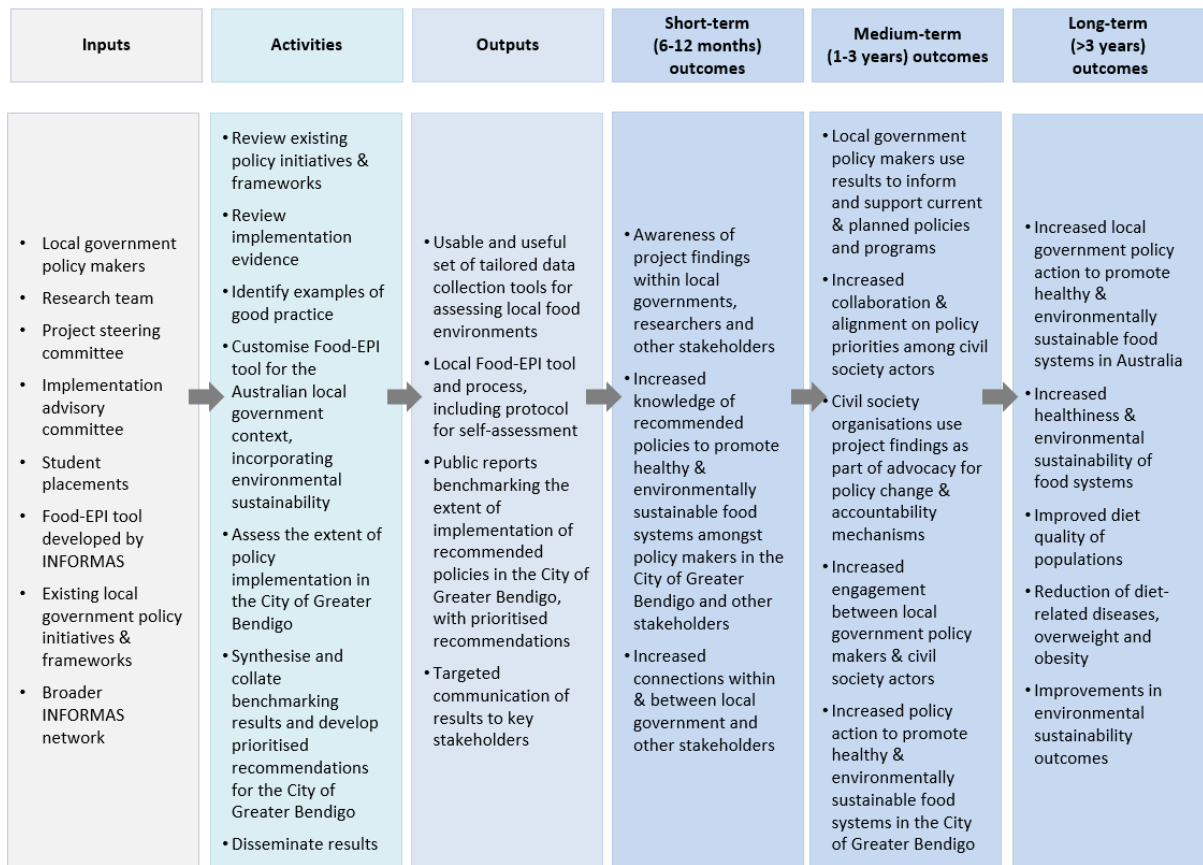 Inputs
Activities
Outputs
Short-term
(6-12 months)
outcomes
Medium-term
(1-3 years) outcomes
Long-term
(>3 years)
outcomes
• Local government
policy makers
• Research team
• Project steering
committee
• Implementation
advisory
committee
• Student
placements
• Food-EPI tool
developed by
INFORMAS
• Existing local
government policy
initiatives &
frameworks
• Broader
INFORMAS
network
• Review existing
policy initiatives &
frameworks
• Review
implementation
evidence
• Identify examples of
good practice
• Customise Food-EPI
tool for the
Australian local
government
context,
incorporating
environmental
sustainability
• Assess the extent of
policy
implementation in
the City of Greater
Bendigo
• Synthesise and
collate
benchmarking
results and develop
prioritised
recommendations
for the City of
Greater Bendigo
• Disseminate results
• Usable and useful
set of tailored data
collection tools for
assessing local food
environments
• Local Food-EPI tool
and process,
including protocol
for self-assessment
• Public reports
benchmarking the
extent of
implementation of
recommended
policies in the City of
Greater Bendigo,
with prioritised
recommendations
• Targeted
communication of
results to key
stakeholders
• Awareness of
project findings
within local
governments,
researchers and
other stakeholders
• Increased
knowledge of
recommended
policies to promote
healthy &
environmentally
sustainable food
systems amongst
policy makers in the
City of Greater
Bendigo and other
stakeholders
• Increased
connections within
& between local
government and
other stakeholders
• Local government
policy makers use
results to inform
and support current
& planned policies
and programs
• Increased
collaboration &
alignment on policy
priorities among civil
society actors
• Civil society
organisations use
project findings as
part of advocacy for
policy change &
accountability
mechanisms
• Increased
engagement
between local
government policy
makers & civil
society actors
• Increased policy
action to promote
healthy &
environmentally
sustainable food
systems in the City
of Greater Bendigo
• Increased local
government policy
action to promote
healthy &
environmentally
sustainable food
systems in Australia
• Increased
healthiness &
environmental
sustainability of
food systems
• Improved diet
quality of
populations
• Reduction of diet-
related diseases,
overweight and
obesity
• Improvements in
environmental
sustainability
outcomes